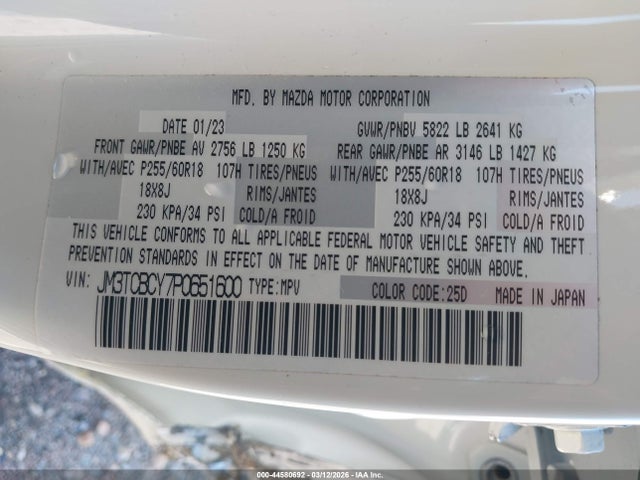 MFD. BY MAZDA MOTOR CORPORATION
DATE 01/23 GVWR/PNBV 5822 LB 2641 KG
FRONT GAWR/PNBE AV 2756 LB 1250 KG REAR GAWR/PNBE AR 3146 LB 1427 KG
WITH/AVEC P255/60R18 107H TIRES/PNEUS WITH/AVEC P255/60R18 107H TIRES/PNEUS
18X8J RIMS/JANTES 18X8J RIMS/JANTES
230 KPA/34 PSI COLD/A FROID 230 KPA/34 PSI COLD/A FROID
THIS VEHICLE CONFORMS TO ALL APPLICABLE FEDERAL MOTOR VEHICLE SAFETY AND THEFT
PREVENTION STANDARDS IN EFFECT ON THE DATE OF MANUFACTURE SHOWN ABOVE.
VIN: JM3TCBCY7P0651600 TYPE:MPV COLOR CODE:25D MADE IN JAPAN
000-44580692 - 03/12/2026 - IAA Inc. (Copyright)